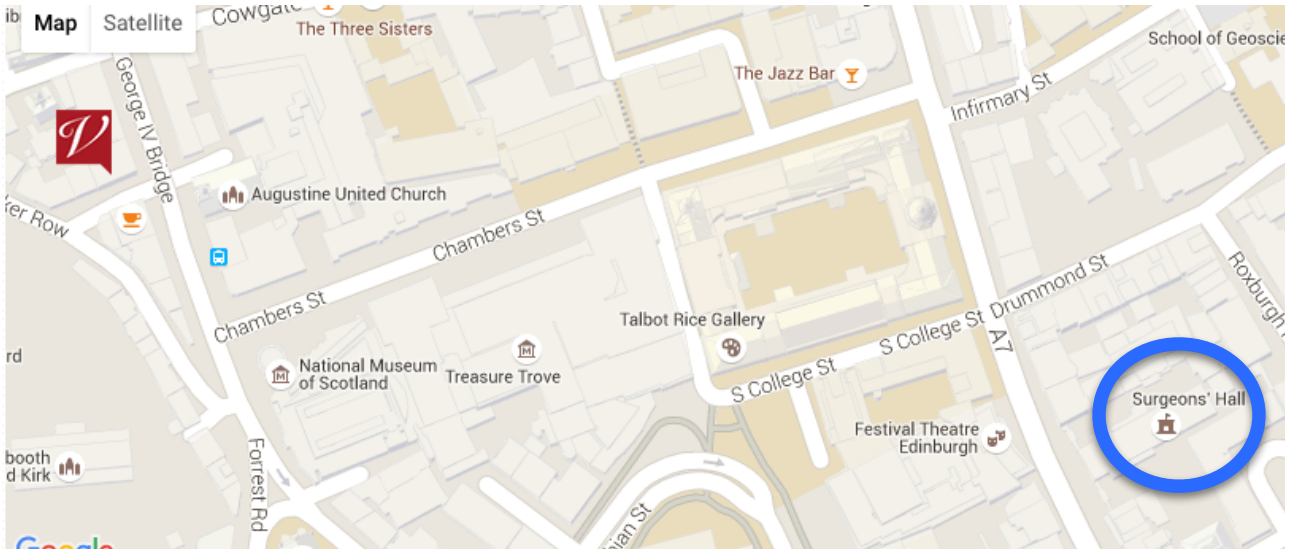 Map
Satellite
Cowgate
The Three Sisters
School of Geoscie
The Jazz Bar
Infirmary St
George IV Bridge
V
Augustine United Church
ker Row
Chambers St
Chambers St
Roxburgh
Drummond St
Talbot Rice Gallery
S College St
A7
rd
National Museum
of Scotland
Treasure Trove
S College St
Surgeons' Hall
Festival Theatre
Edinburgh
booth
d Kirk
Forrest Rd
Google